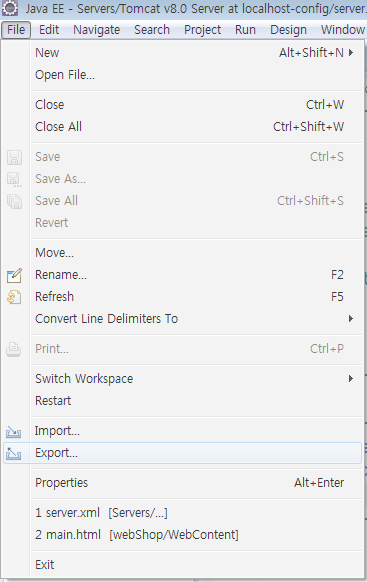 Java EE - Servers/Tomcat v8.0 Server at localhost-config/server.
File Edit Navigate Search Project Run Design Window
New Alt+Shift+N
Open File...
Close Ctrl+W
Close All Ctrl+Shift+W
Save Ctrl+S
Save As...
Save All Ctrl+Shift+S
Revert
Move...
Rename... F2
Refresh F5
Convert Line Delimiters To
Print... Ctrl+P
Switch Workspace
Restart
Import...
Export...
Properties Alt+Enter
1 server.xml [Servers/...]
2 main.html [webShop/WebContent]
Exit